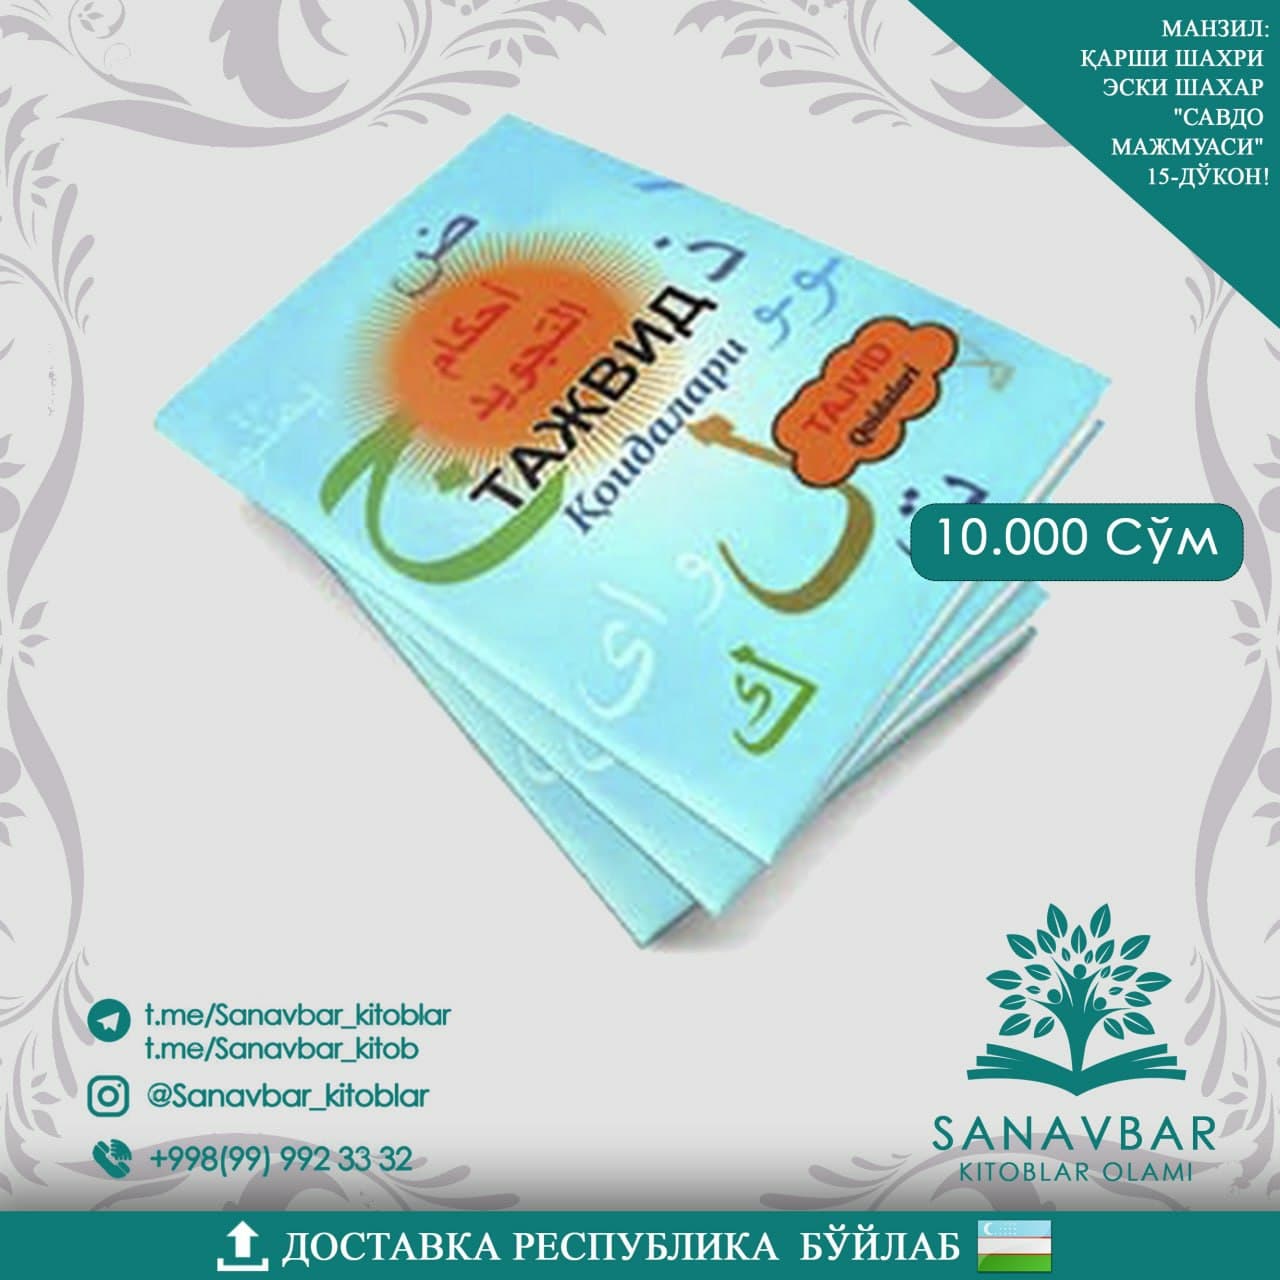 МАНЗИЛ:
ҚАРШИ ШАХРИ
ЭСКИ ШАХАР
"САВДО
МАЖМУАСИ"
15-ДЎКОН!
ض
ذ
أحكام
التجويد
ТАЖВИД
Қоидалари
TAJVID
Qoidalari
10.000 Сўм
t.me/Sanavbar_kitoblar
t.me/Sanavbar_kitob
@Sanavbar_kitoblar
+998(99) 992 33 32
SANAVBAR
KITOBLAR OLAMI
ДОСТАВКА РЕСПУБЛИКА БЎЙЛАБ